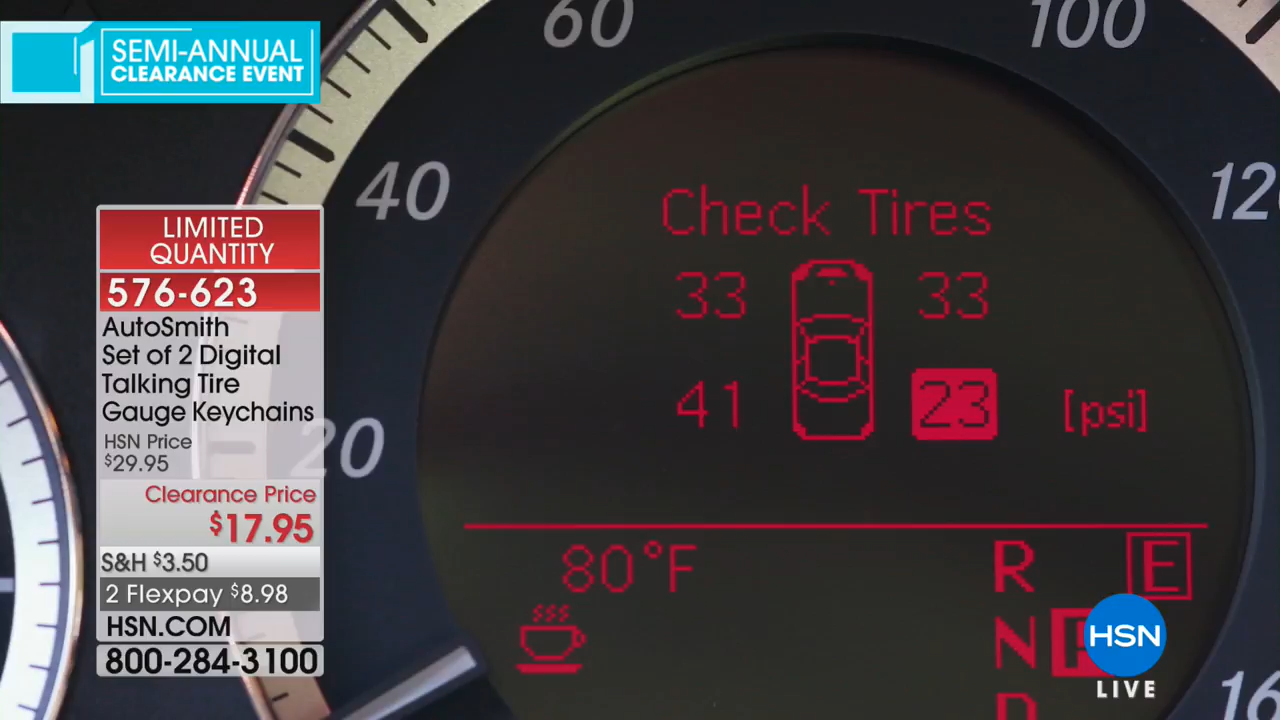 SEMI-ANNUAL
CLEARANCE EVENT
LIMITED
QUANTITY
576-623
AutoSmith
Set of 2 Digital
Talking Tire
Gauge Keychains
HSN Price
$29.95
Clearance Price
$17.95
S&H $3.50
2 Flexpay $8.98
HSN.COM
800-284-3100
20
40
60
100
Check Tires
33 33
41 23 [psi]
80°F
R E
N
HSN
LIVE